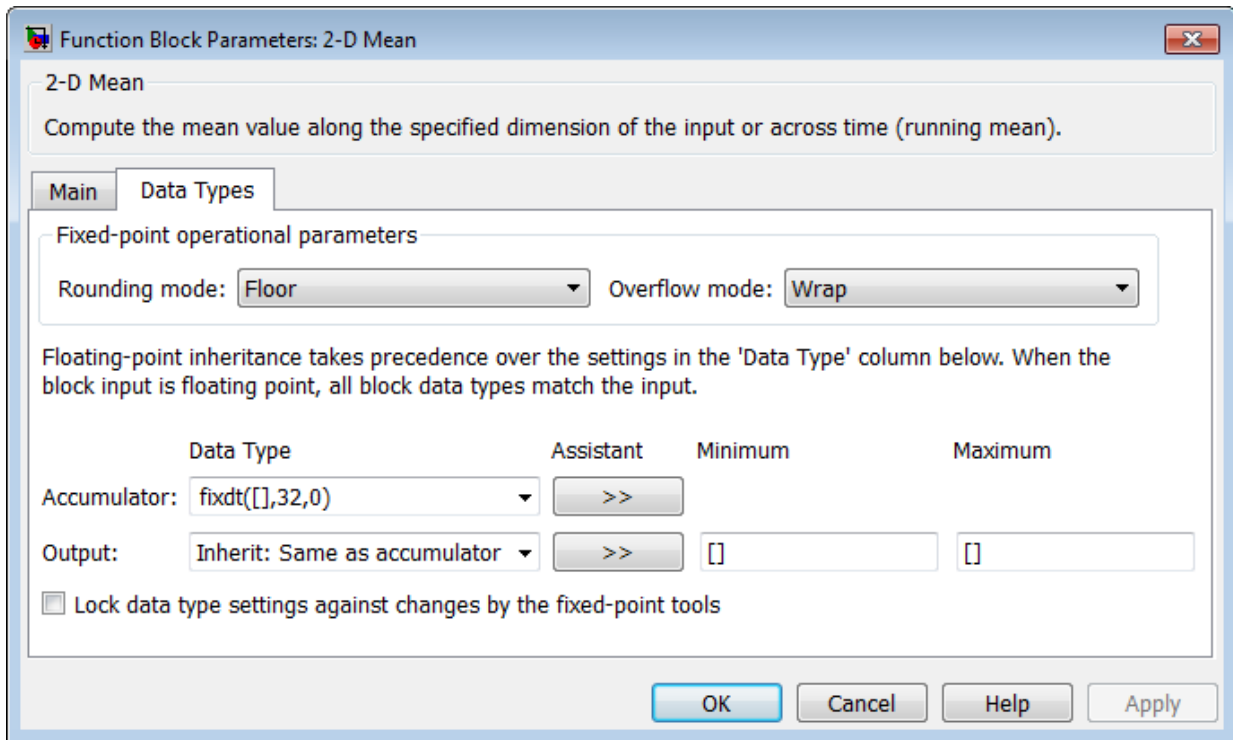 Function Block Parameters: 2-D Mean
2-D Mean
Compute the mean value along the specified dimension of the input or across time (running mean).
Main Data Types
Fixed-point operational parameters
Rounding mode: Floor Overflow mode: Wrap
Floating-point inheritance takes precedence over the settings in the 'Data Type' column below. When the
block input is floating point, all block data types match the input.
Data Type Assistant Minimum Maximum
Accumulator: fixdt([],32,0) >>
Output: Inherit: Same as accumulator >> [] []
Lock data type settings against changes by the fixed-point tools
OK Cancel Help Apply